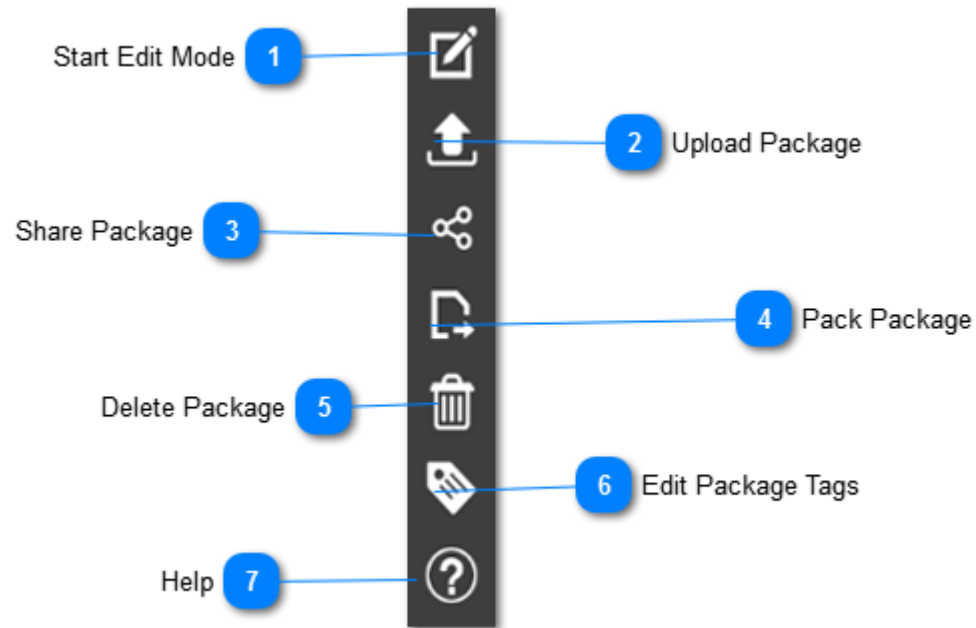 Start Edit Mode 1
2 Upload Package
Share Package 3
4 Pack Package
Delete Package 5
6 Edit Package Tags
Help 7
?